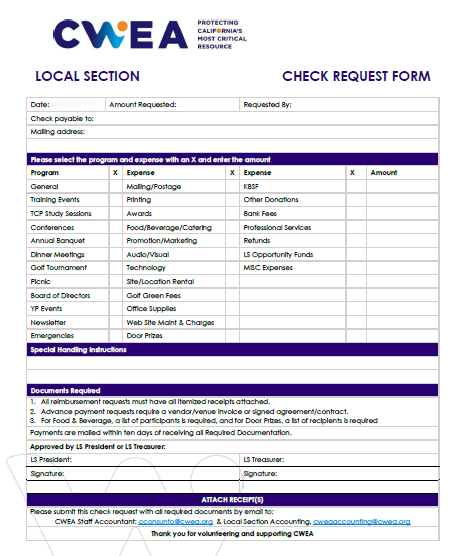 CWEA
PROTECTING
CALIFORNIA'S
MOST CRITICAL
RESOURCE
LOCAL SECTION CHECK REQUEST FORM
Date: Amount Requested: Requested By:
Check payable to:
Mailing address:
Please select the program and expense with an X and enter the amount
Program X Expense X Expense X Amount
General Mailing/Postage KBSF
Training Events Printing Other Donations
TCP Study Sessions Awards Bank Fees
Conferences Food/Beverage/Catering Professional Services
Annual Banquet Promotion/Marketing Refunds
Dinner Meetings Audio/Visual LS Opportunity Funds
Golf Tournament Technology MISC Expenses
Picnic Site/Location Rental
Board of Directors Golf Green Fees
YP Events Office Supplies
Newsletter Web Site Maint & Charges
Emergencies Door Prizes
Special Handling Instructions
Documents Required
1. All reimbursement requests must have all itemized receipts attached.
2. Advance payment requests require a vendor/venue invoice or signed agreement/contract.
3. For Food & Beverage, a list of participants is required, and for Door Prizes, a list of recipients is required
Payments are mailed within ten days of receiving all Required Documentation.
Approved by LS President or LS Treasurer:
LS President: LS Treasurer:
Signature: Signature:
ATTACH RECEIPT(S)
Please submit this check request with all required documents by email to:
CWEA Staff Accountant: cconsunto@cwea.org & Local Section Accounting, cweaaccounting@cwea.org
Thank you for volunteering and supporting CWEA